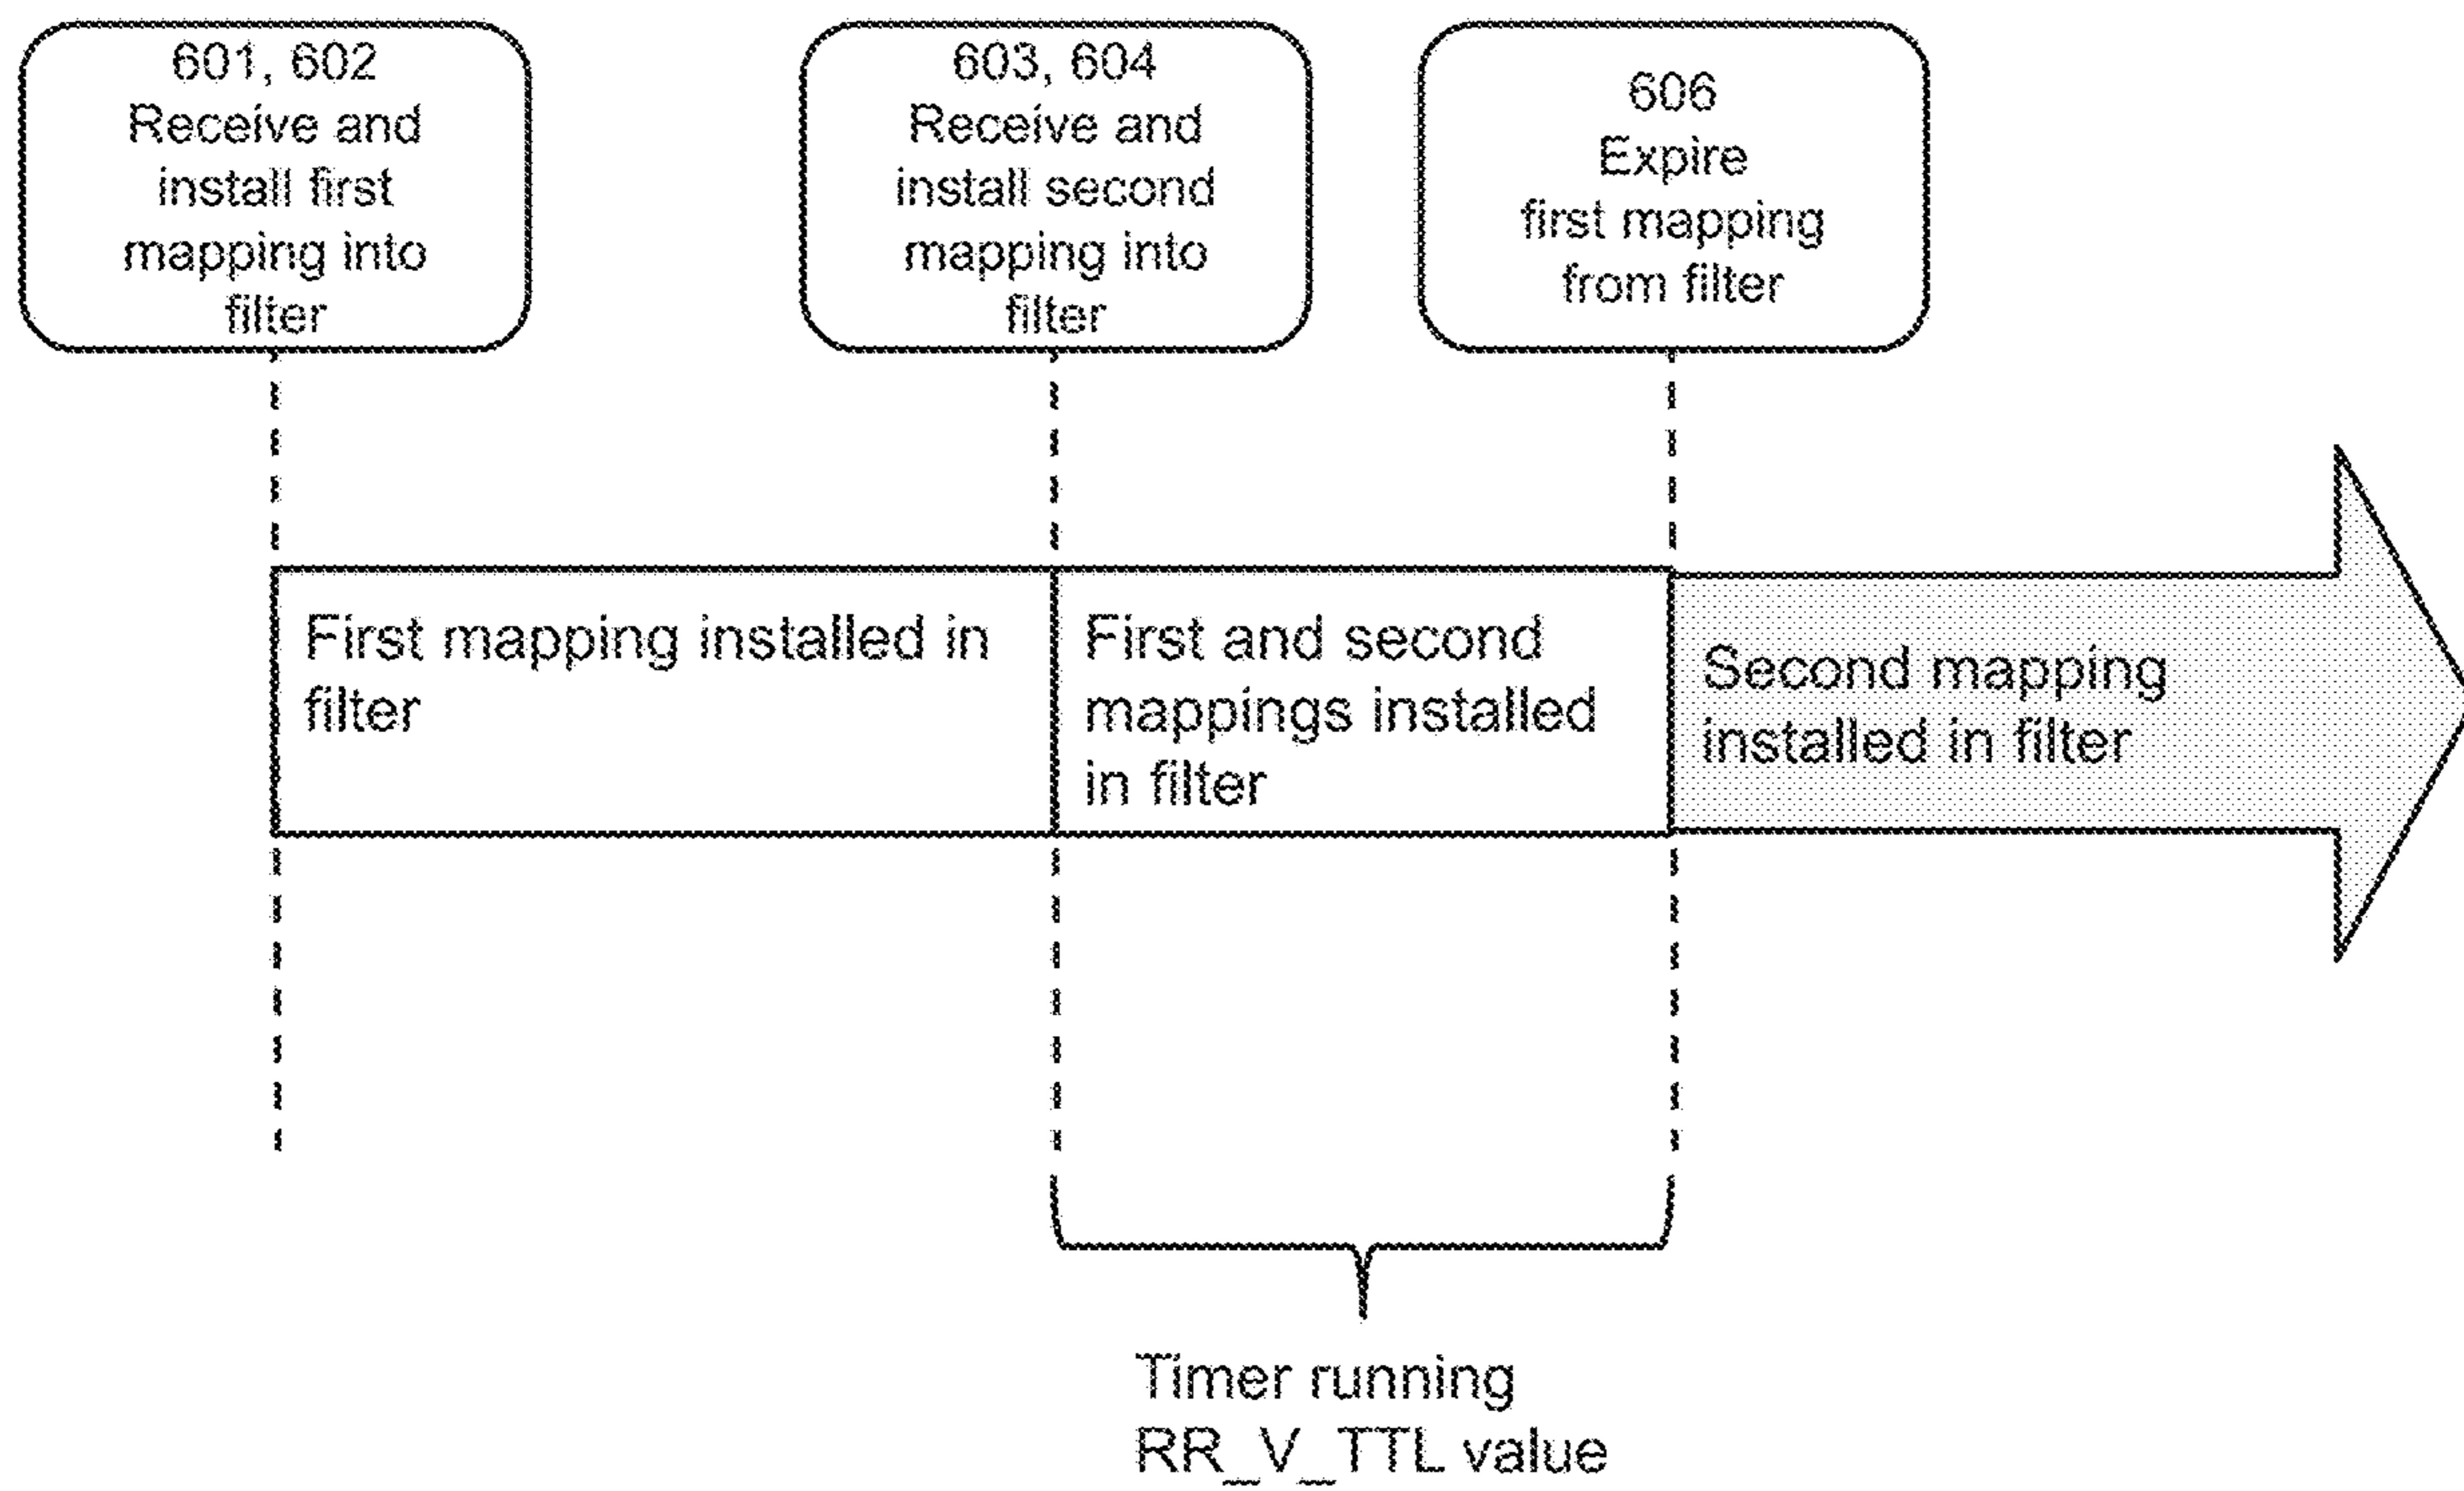 601, 602
Receive and
install first
mapping into
filter
603, 604
Receive and
install second
mapping into
filter
606
Expire
first mapping
from filter
First mapping installed in
filter
First and second
mappings installed
in filter
Second mapping
installed in filter
Timer running
RR_V_TTL value